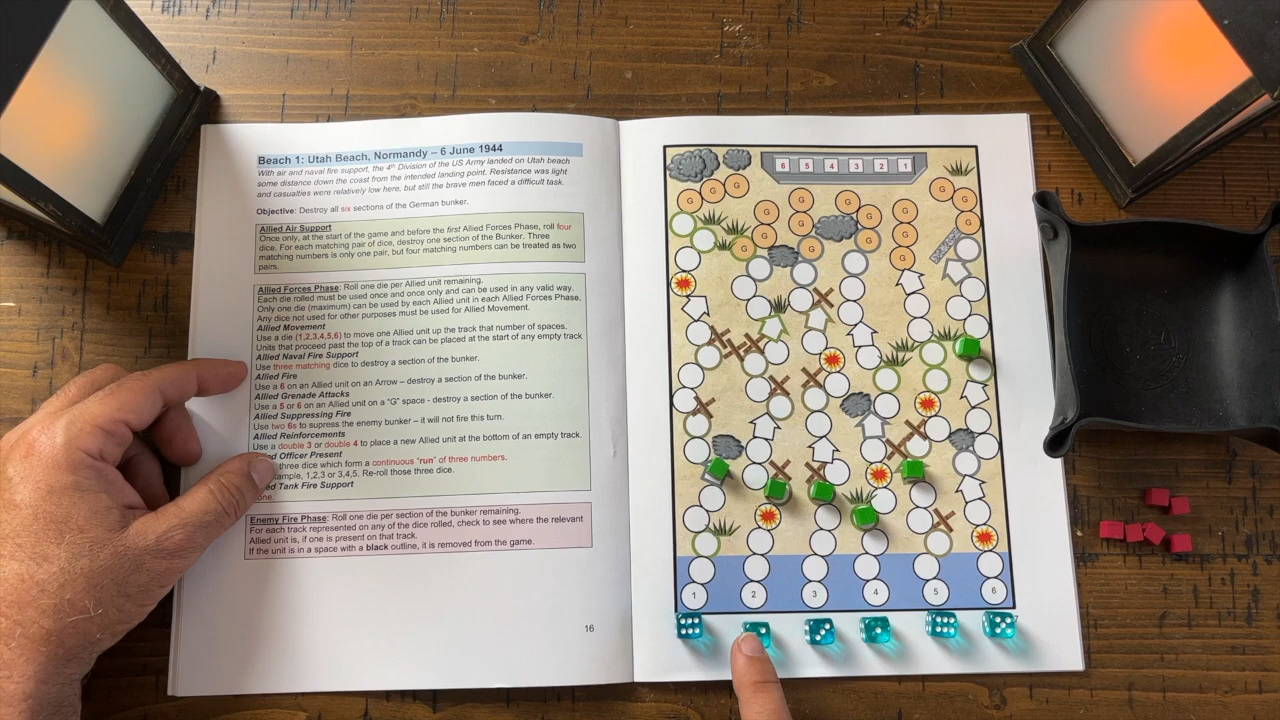 Beach 1: Utah Beach, Normandy – 6 June 1944
With air and naval fire support, the 4th Division of the US Army landed on Utah beach
some distance down the coast from the intended landing point. Resistance was light
and casualties were relatively low here, but still the brave men faced a difficult task.
Objective: Destroy all six sections of the German bunker.
Allied Air Support
Once only, at the start of the game and before the first Allied Forces Phase, roll four
dice. For each matching pair of dice, destroy one section of the Bunker. Three
matching numbers is only one pair, but four matching numbers can be treated as two
pairs.
Allied Forces Phase: Roll one die per Allied unit remaining.
Each die rolled must be used once and once only and can be used in any valid way.
Only one die (maximum) can be used by each Allied unit in each Allied Forces Phase.
Any dice not used for other purposes must be used for Allied Movement.
Allied Movement
Use a die (1,2,3,4,5,6) to move one Allied unit up the track that number of spaces.
Units that proceed past the top of a track can be placed at the start of any empty track
Allied Naval Fire Support
Use three matching dice to destroy a section of the bunker.
Allied Fire
Use a 6 on an Allied unit on an Arrow – destroy a section of the bunker.
Allied Grenade Attacks
Use a 5 or 6 on an Allied unit on a "G" space - destroy a section of the bunker.
Allied Suppressing Fire
Use two 6s to supress the enemy bunker – it will not fire this turn.
Allied Reinforcements
Use a double 3 or double 4 to place a new Allied unit at the bottom of an empty track.
ed Officer Present
three dice which form a continuous "run" of three numbers.
ample, 1,2,3 or 3,4,5. Re-roll those three dice.
ed Tank Fire Support
one.
Enemy Fire Phase: Roll one die per section of the bunker remaining.
For each track represented on any of the dice rolled, check to see where the relevant
Allied unit is, if one is present on that track.
If the unit is in a space with a black outline, it is removed from the game.
16
6 5 4 3 2 1
G G G G G G G G G G G G G G G G G G
1 2 3 4 5 6